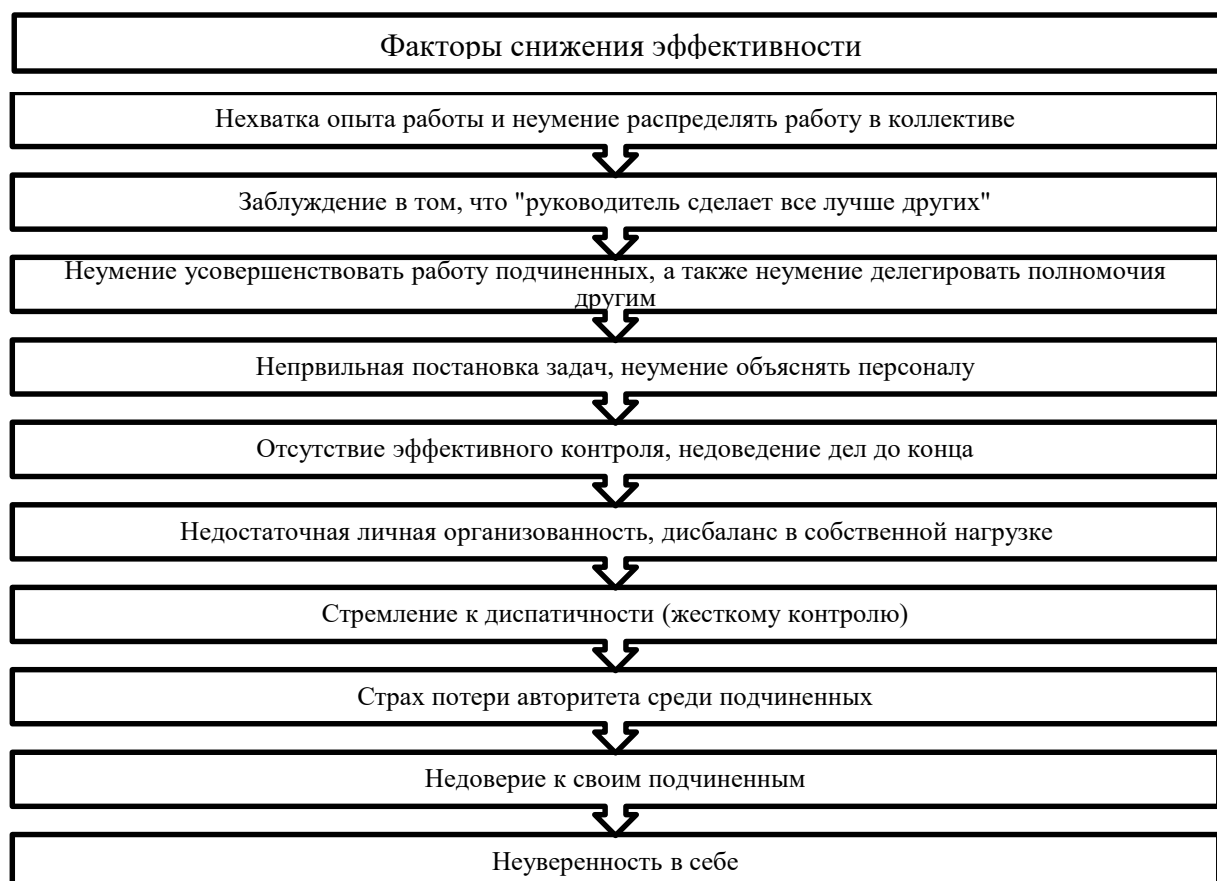 Факторы снижения эффективности
Нехватка опыта работы и неумение распределять работу в коллективе
Заблуждение в том, что "руководитель сделает все лучше других"
Неумение усовершенствовать работу подчиненных, а также неумение делегировать полномочия
другим
Непрвильная постановка задач, неумение объяснять персоналу
Отсутствие эффективного контроля, недоведение дел до конца
Недостаточная личная организованность, дисбаланс в собственной нагрузке
Стремление к диспатичности (жесткому контролю)
Страх потери авторитета среди подчиненных
Недоверие к своим подчиненным
Неуверенность в себе